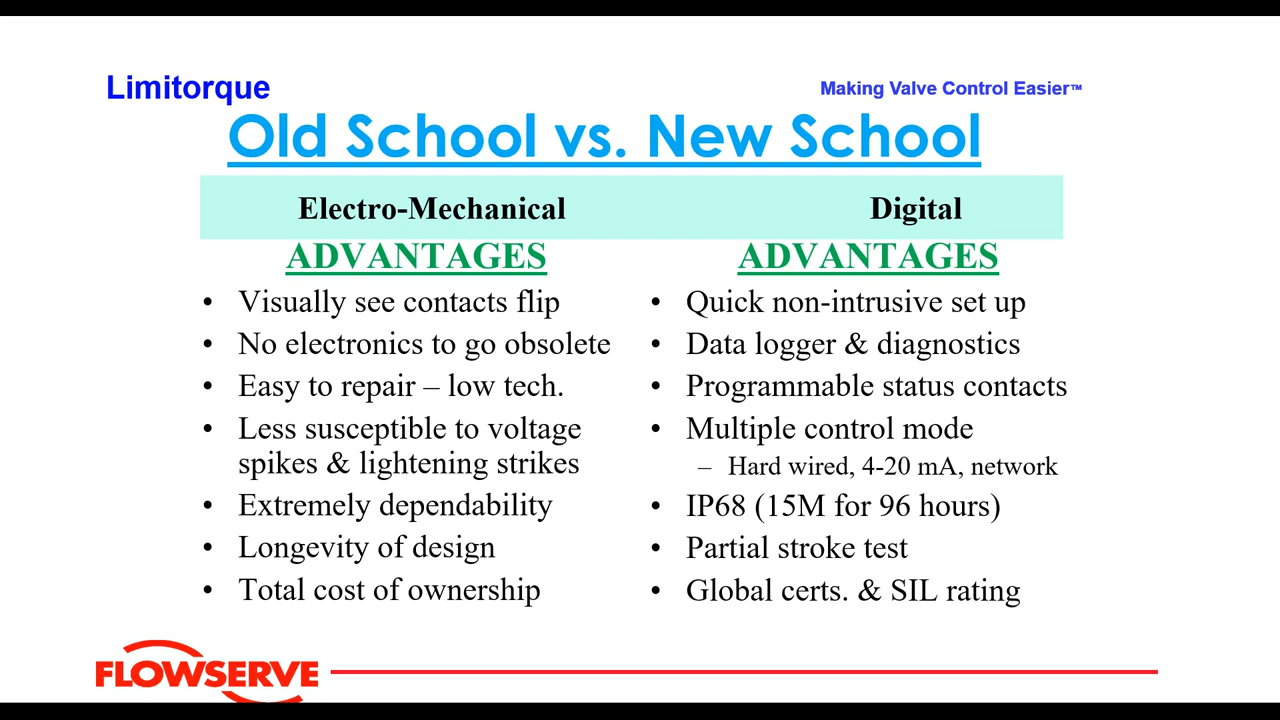 Limitorque
Making Valve Control Easier™
Old School vs. New School
Electro-Mechanical
Digital
ADVANTAGES
• Visually see contacts flip
• No electronics to go obsolete
• Easy to repair – low tech.
• Less susceptible to voltage
spikes & lightening strikes
• Extremely dependability
• Longevity of design
• Total cost of ownership
ADVANTAGES
• Quick non-intrusive set up
• Data logger & diagnostics
• Programmable status contacts
• Multiple control mode
– Hard wired, 4-20 mA, network
• IP68 (15M for 96 hours)
• Partial stroke test
• Global certs. & SIL rating
FLOWSERVE